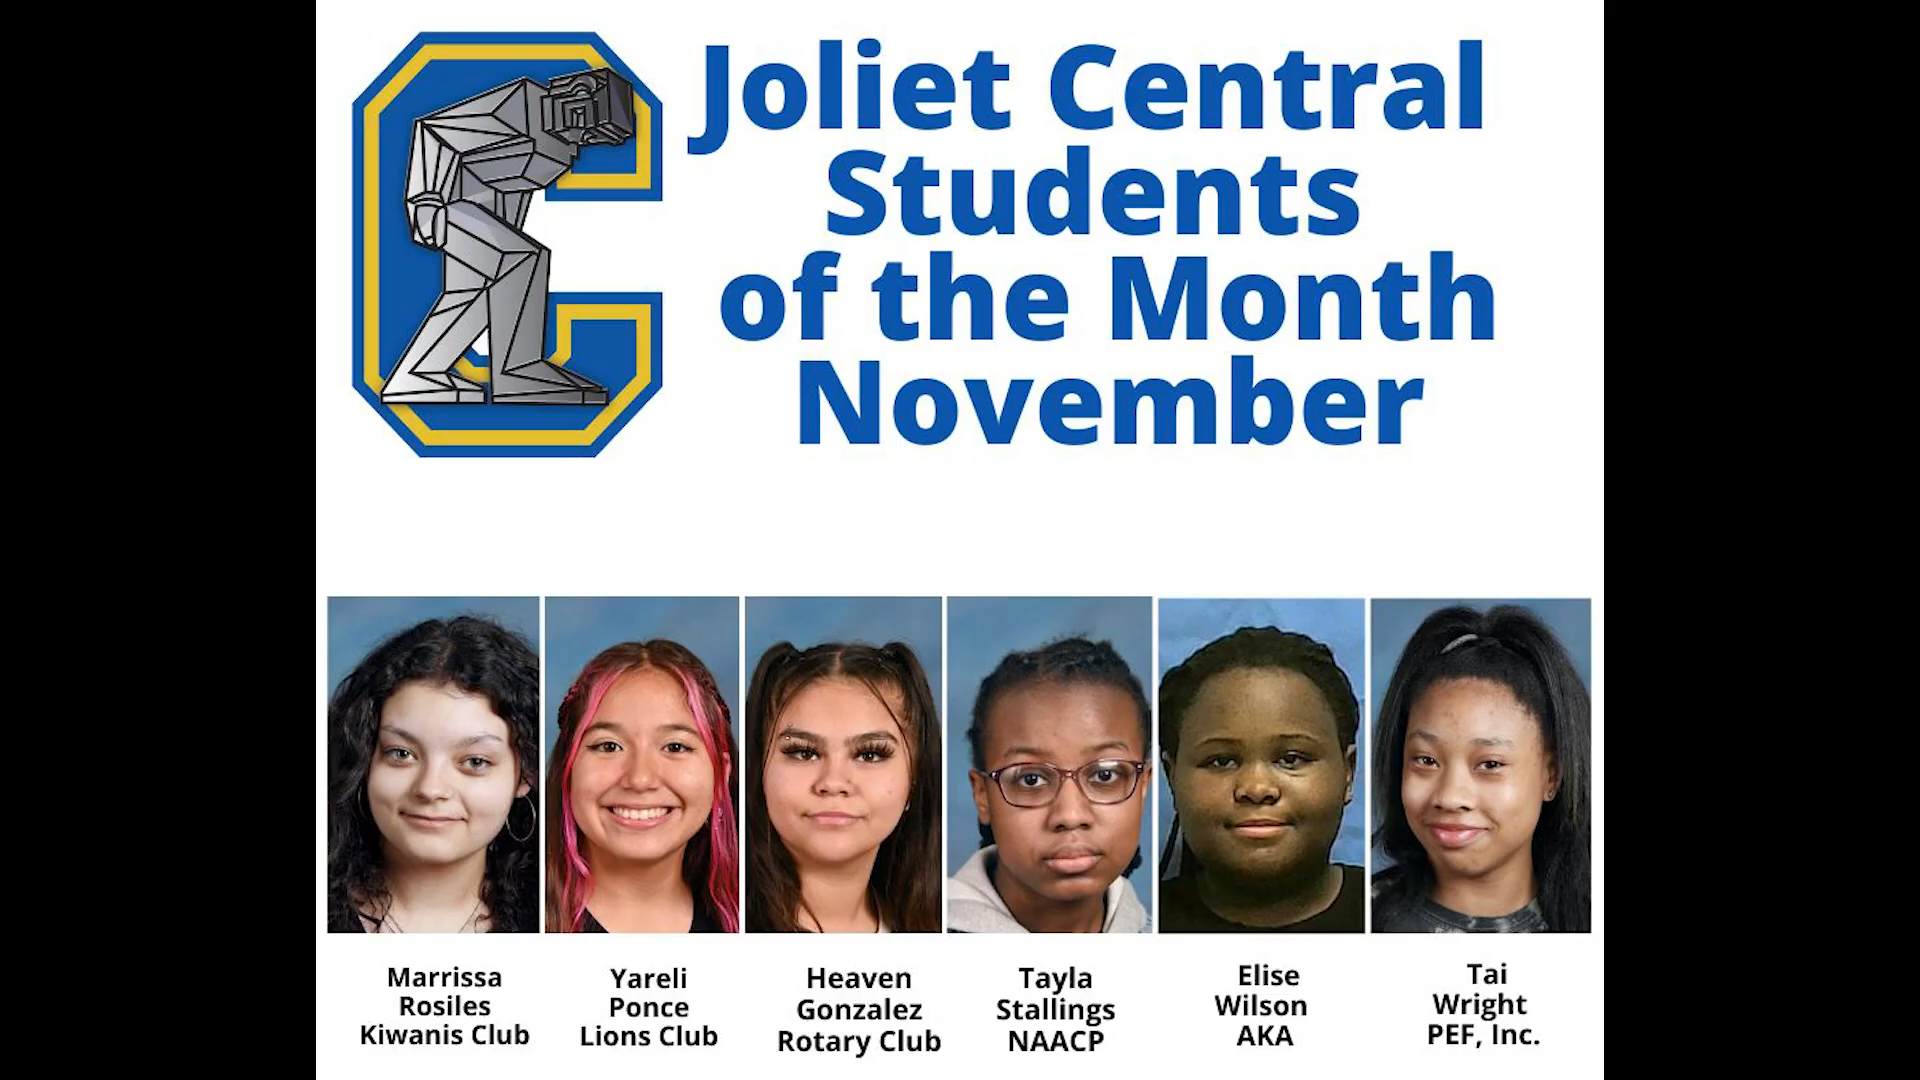 Joliet Central
Students
of the Month
November
Marrissa
Rosiles
Kiwanis Club
Yareli
Ponce
Lions Club
Heaven
Gonzalez
Rotary Club
Tayla
Stallings
NAACP
Elise
Wilson
AKA
Tai
Wright
PEF, Inc.